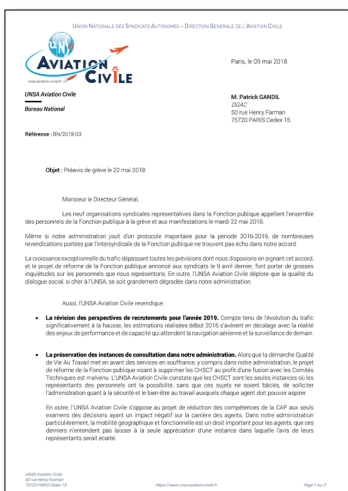 UNION NATIONALE DES SYNDICATS AUTONOMES – DIRECTION GENERALE DE L'AVIATION CIVILE
UNSA
AVIATION
CIVILE
unsa-aviation-civile.fr
Paris, le 09 mai 2018
UNSA Aviation Civile
Bureau National
M. Patrick GANDIL
DGAC
50 rue Henry Farman
75720 PARIS Cedex 15
Référence : BN/2018-03
Objet : Préavis de grève le 22 mai 2018
Monsieur le Directeur Général,
Les neuf organisations syndicales représentatives dans la Fonction publique appellent l'ensemble
des personnels de la Fonction publique à la grève et aux manifestations le mardi 22 mai 2018.
Même si notre administration jouit d'un protocole majoritaire pour la période 2016-2019, de nombreuses
revendications portées par l'intersyndicale de la Fonction publique ne trouvent pas écho dans notre accord.
La croissance exceptionnelle du trafic dépassant toutes les prévisions dont nous disposions en signant cet accord,
et le projet de réforme de la Fonction publique annoncé aux syndicats le 9 avril dernier, font porter de grosses
inquiétudes sur les personnels que nous représentons. En outre, l'UNSA Aviation Civile déplore que la qualité du
dialogue social, si cher à l'UNSA, se soit grandement dégradée dans notre administration.
Aussi, l'UNSA Aviation Civile revendique :
• La révision des perspectives de recrutements pour l'année 2019. Compte tenu de l'évolution du trafic
significativement à la hausse, les estimations réalisées début 2016 s'avèrent en décalage avec la réalité
des enjeux de performance et de capacité qui attendent la navigation aérienne et la surveillance de demain.
• La préservation des instances de consultation dans notre administration. Alors que la démarche Qualité
de Vie Au Travail met en avant des services en souffrance, y compris dans notre administration, le projet
de réforme de la Fonction publique visant à supprimer les CHSCT au profit d'une fusion avec les Comités
Techniques est malvenu. L'UNSA Aviation Civile constate que les CHSCT sont les seules instances où les
représentants des personnels ont la possibilité, sans que ces sujets ne soient bâclés, de solliciter
l'administration quant à la sécurité et le bien-être au travail auxquels chaque agent doit pouvoir aspirer.
En outre, l'UNSA Aviation Civile s'oppose au projet de réduction des compétences de la CAP aux seuls
examens des décisions ayant un impact négatif sur la carrière des agents. Dans notre administration
particulièrement, la mobilité géographique et fonctionnelle est un droit important pour les agents, que ces
derniers n'entendent pas laisser à la seule appréciation d'une instance dans laquelle l'avis de leurs
représentants serait écarté.
UNSA Aviation Civile
50 rue Henry Farman
75720 PARIS Cedex 15
https://www.unsa-aviation-civile.fr
Page 1 sur 2